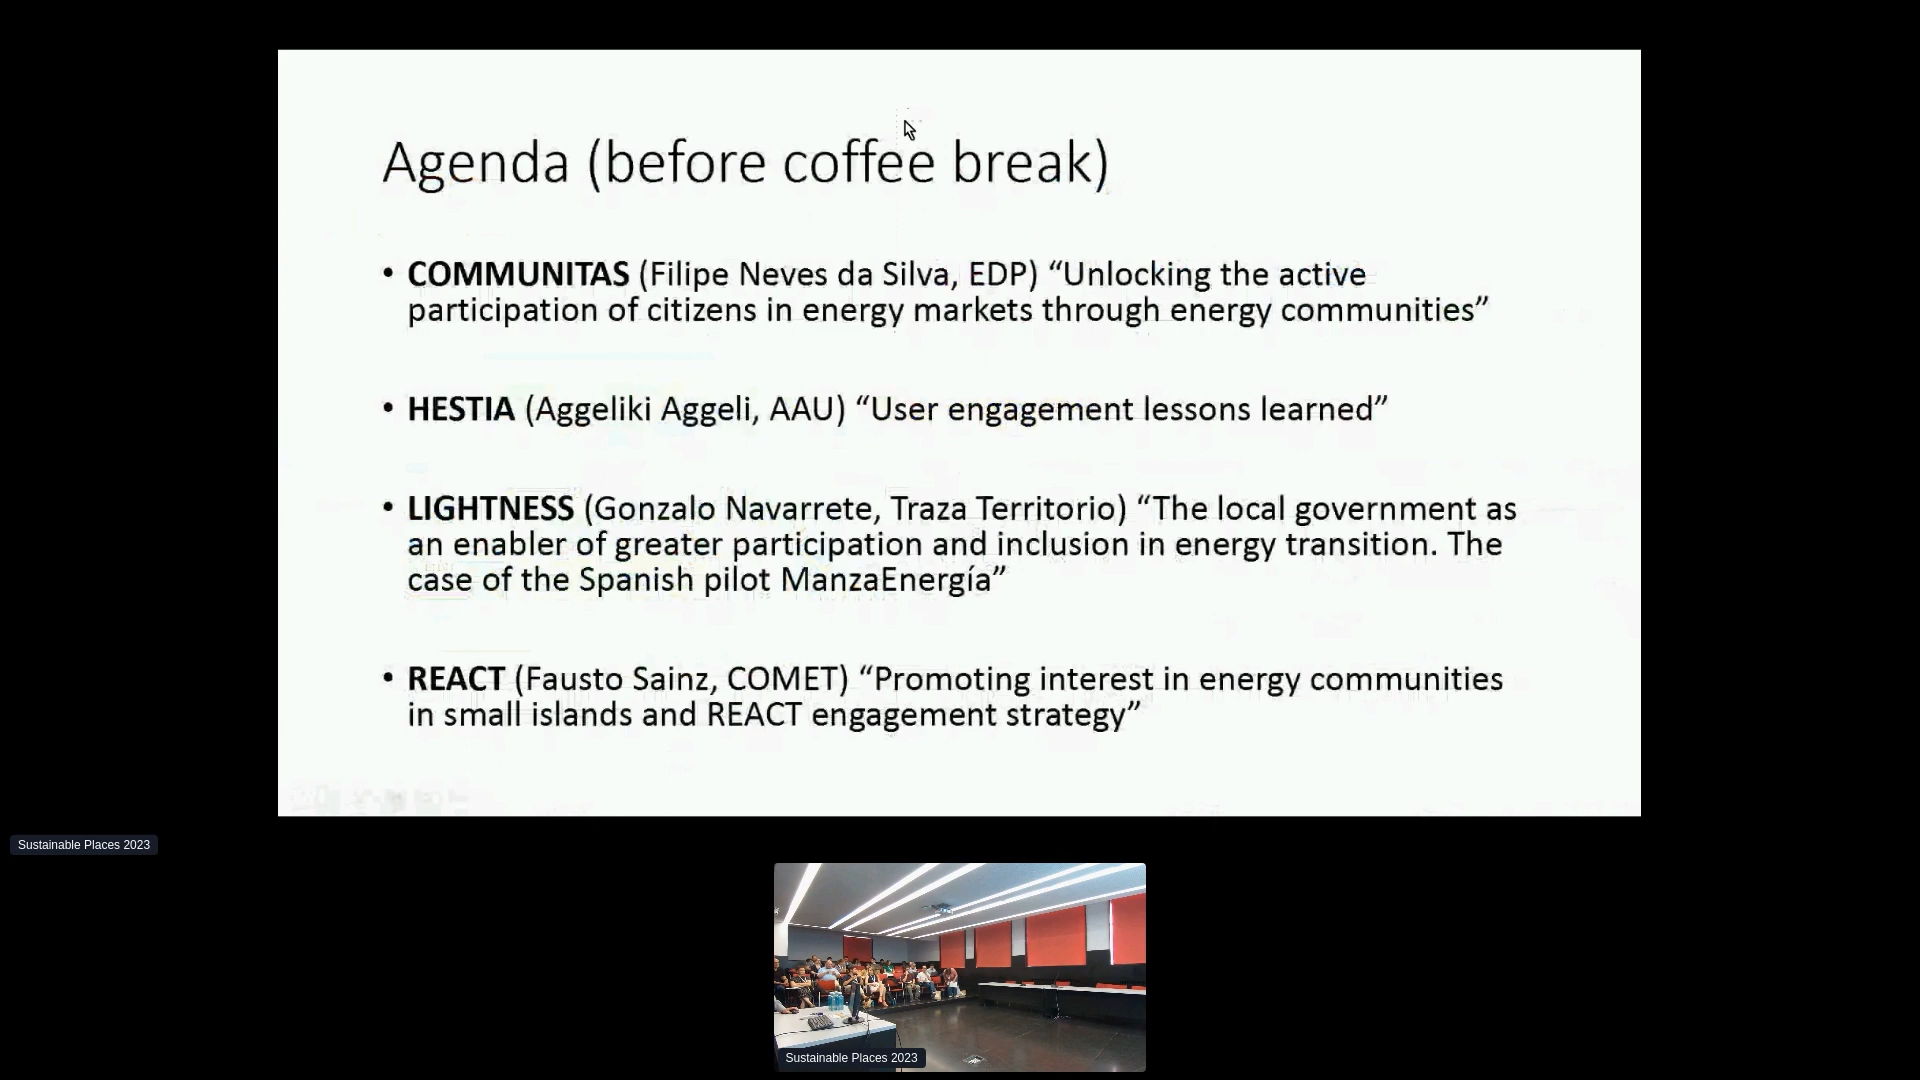 Agenda (before coffee break)
• COMMUNITAS (Filipe Neves da Silva, EDP) “Unlocking the active
participation of citizens in energy markets through energy communities”
• HESTIA (Aggeliki Aggeli, AAU) “User engagement lessons learned”
• LIGHTNESS (Gonzalo Navarrete, Traza Territorio) “The local government as
an enabler of greater participation and inclusion in energy transition. The
case of the Spanish pilot ManzaEnergía”
• REACT (Fausto Sainz, COMET) “Promoting interest in energy communities
in small islands and REACT engagement strategy”
Sustainable Places 2023
Sustainable Places 2023